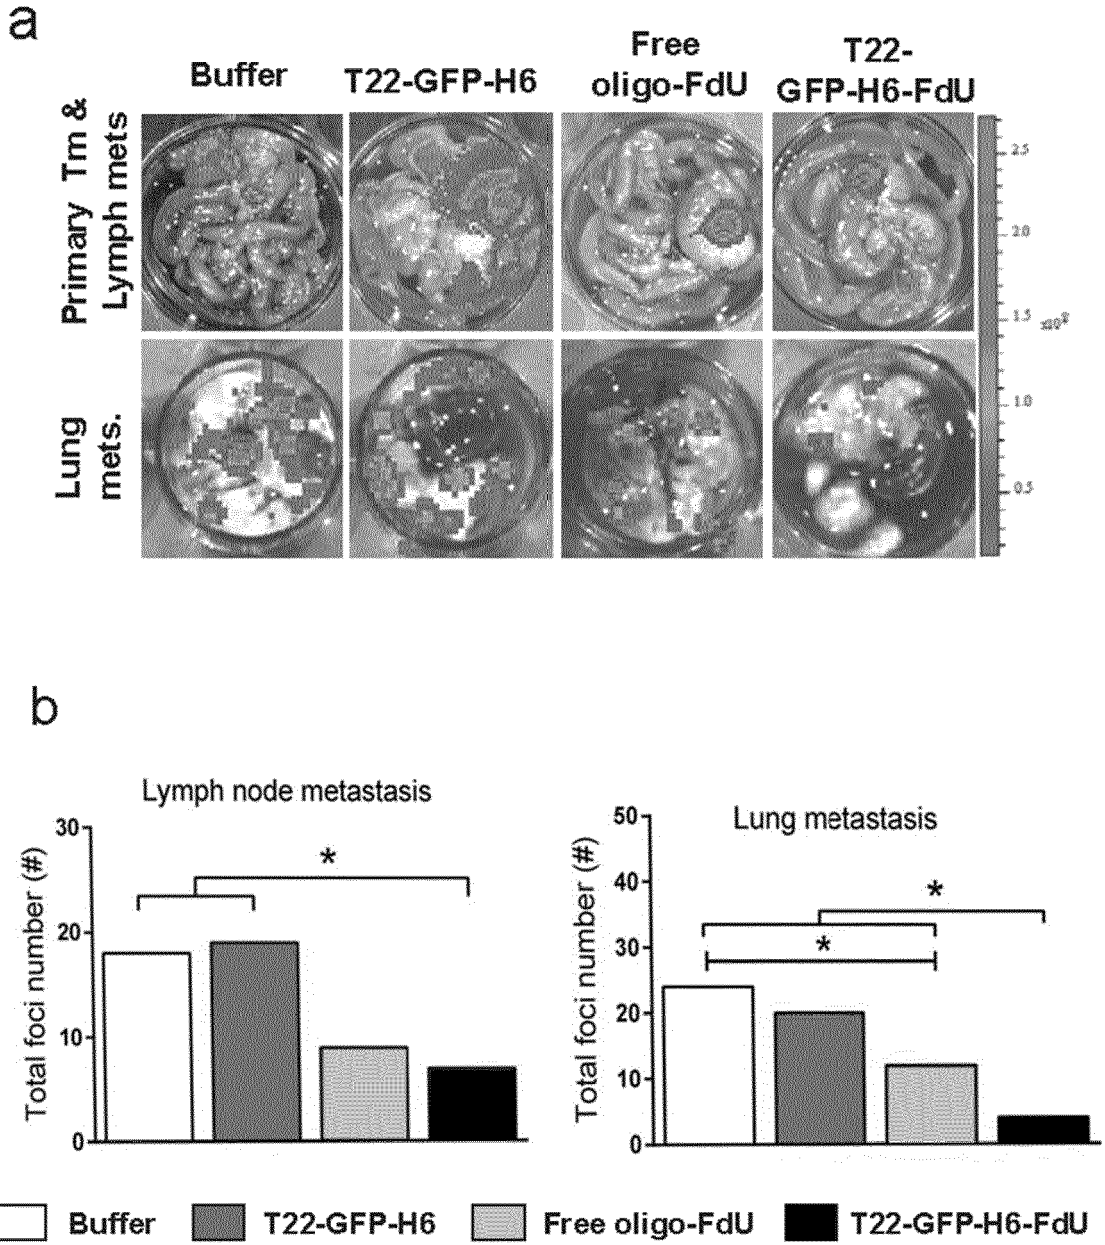 a
Buffer
T22-GFP-H6
Free
oligo-FdU
T22-
GFP-H6-FdU
Primary Tm &
Lymph mets
Lung
mets.
2.5
2.0
1.5
1.0
0.5
b
Lymph node metastasis
Total foci number (#)
30
20
10
0
*
Lung metastasis
Total foci number (#)
50
40
30
20
10
0
*
*
Buffer
T22-GFP-H6
Free oligo-FdU
T22-GFP-H6-FdU